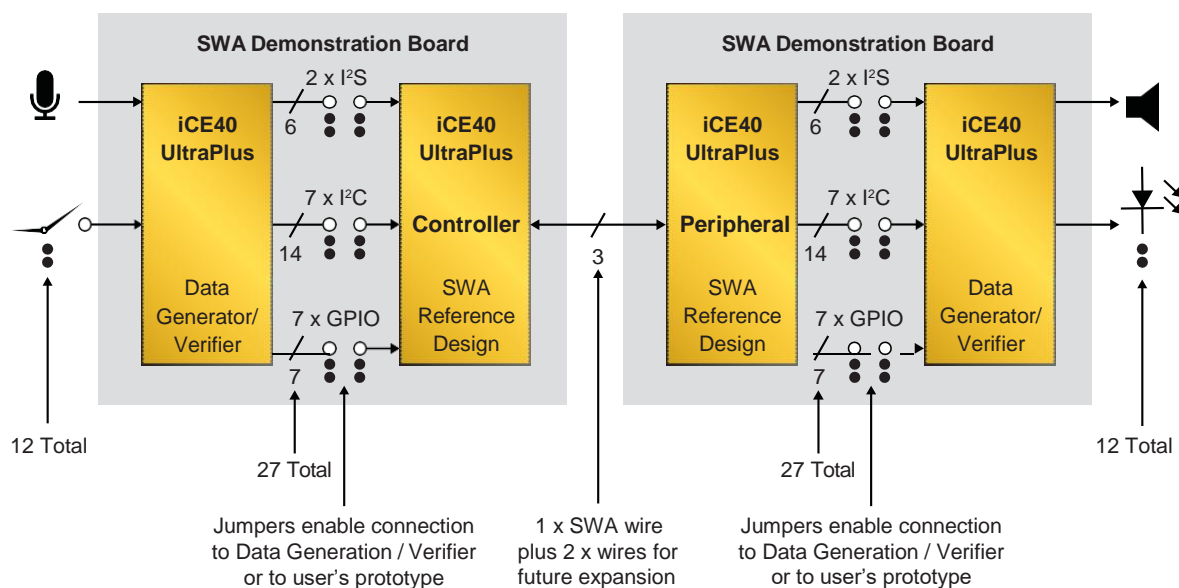 SWA Demonstration Board
2 x I²S
6
iCE40
UltraPlus
iCE40
UltraPlus
7 x I²C
14
Controller
Data
Generator/
Verifier
SWA
Reference
Design
7 x GPIO
7
12 Total
27 Total
Jumpers enable connection
to Data Generation / Verifier
or to user's prototype
3
1 x SWA wire
plus 2 x wires for
future expansion
SWA Demonstration Board
2 x I²S
6
iCE40
UltraPlus
iCE40
UltraPlus
7 x I²C
14
Peripheral
SWA
Reference
Design
Data
Generator/
Verifier
7 x GPIO
7
27 Total
12 Total
Jumpers enable connection
to Data Generation / Verifier
or to user's prototype